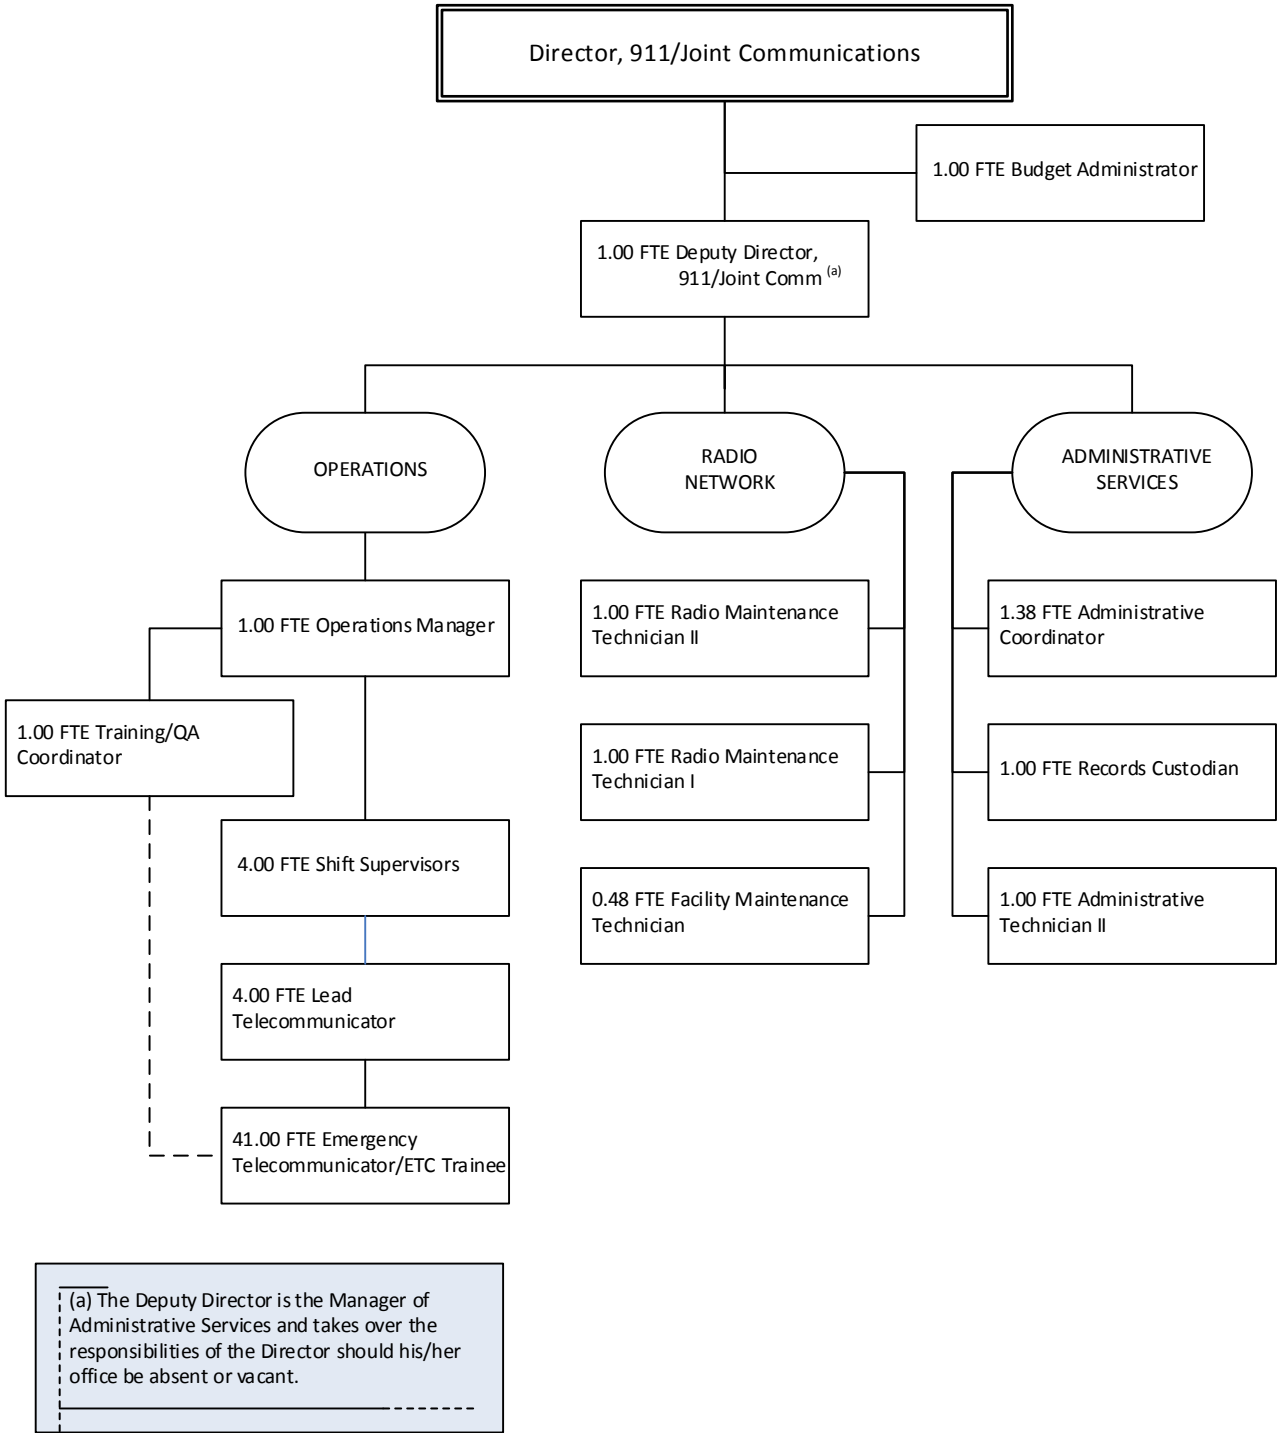 Director, 911/Joint Communications
1.00 FTE Budget Administrator
1.00 FTE Deputy Director,
911/Joint Comm (a)
OPERATIONS
RADIO
NETWORK
ADMINISTRATIVE
SERVICES
1.00 FTE Operations Manager
1.00 FTE Training/QA
Coordinator
4.00 FTE Shift Supervisors
4.00 FTE Lead
Telecommunicator
41.00 FTE Emergency
Telecommunicator/ETC Trainee
1.00 FTE Radio Maintenance
Technician II
1.00 FTE Radio Maintenance
Technician I
0.48 FTE Facility Maintenance
Technician
1.38 FTE Administrative
Coordinator
1.00 FTE Records Custodian
1.00 FTE Administrative
Technician II
(a) The Deputy Director is the Manager of
Administrative Services and takes over the
responsibilities of the Director should his/her
office be absent or vacant.